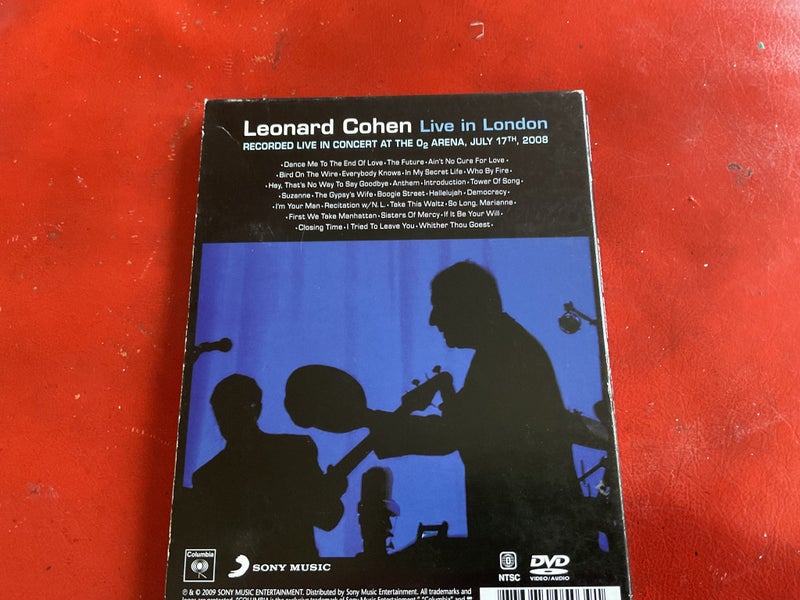 Leonard Cohen Live in London
RECORDED LIVE IN CONCERT AT THE O2 ARENA, JULY 17TH, 2008
·Dance Me To The End Of Love·The Future·Ain't No Cure For Love·
·Bird On The Wire·Everybody Knows·In My Secret Life·Who By Fire·
·Hey, That's No Way To Say Goodbye·Anthem·Introduction·Tower Of Song·
·Suzanne·The Gypsy's Wife·Boogie Street·Hallelujah·Democracy·
·I'm Your Man·Recitation w/N.L.·Take This Waltz·So Long, Marianne·
·First We Take Manhattan·Sisters Of Mercy·If It Be Your Will·
·Closing Time·I Tried To Leave You·Whither Thou Goest·
Columbia
SONY MUSIC
NTSC
DVD
VIDEO/AUDIO
℗ & © 2009 SONY MUSIC ENTERTAINMENT. Distributed by Sony Music Entertainment. All trademarks and